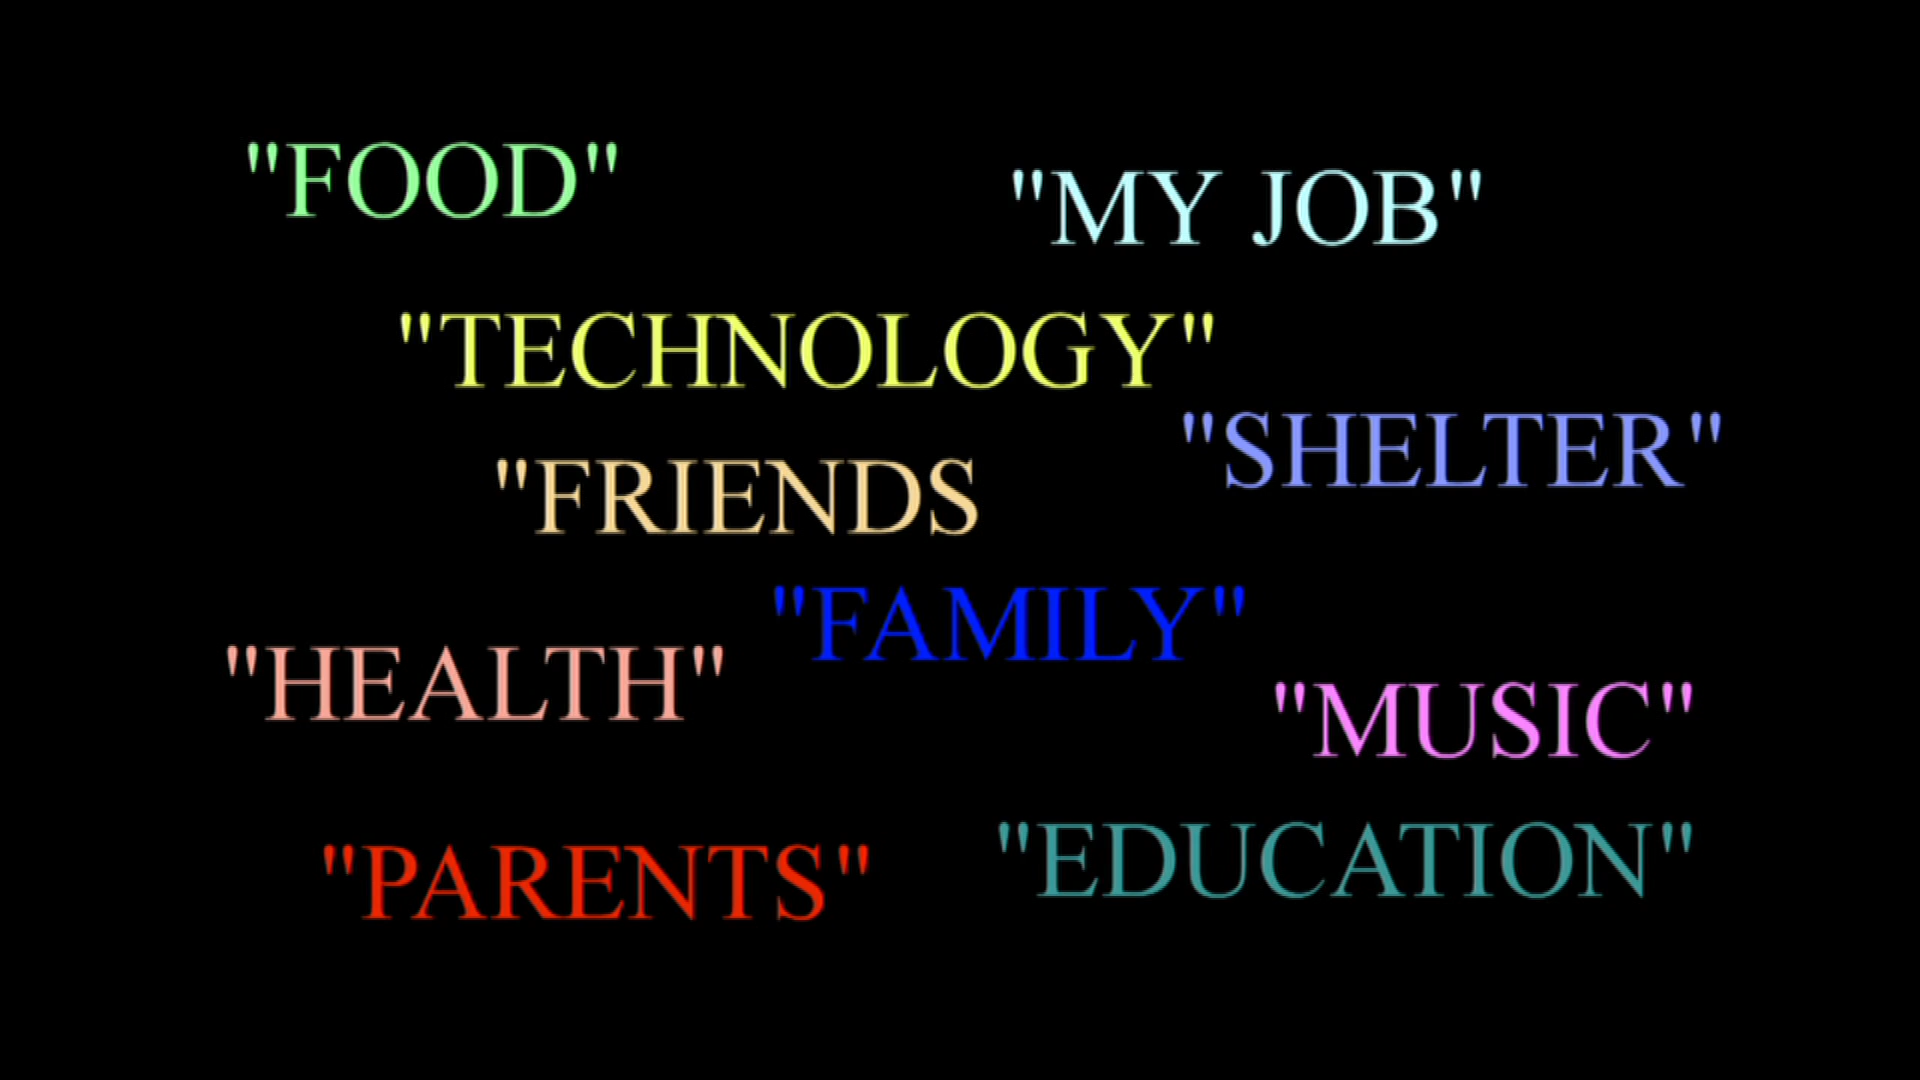 "FOOD"
"MY JOB"
"TECHNOLOGY"
"SHELTER"
"FRIENDS
"FAMILY"
"HEALTH"
"MUSIC"
"EDUCATION"
"PARENTS"